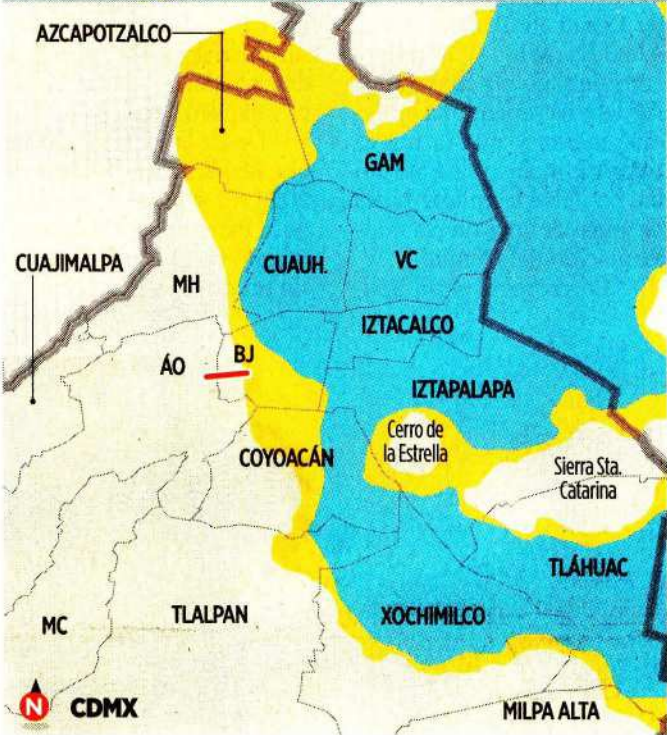 AZCAPOTZALCO
GAM
CUAJIMALPA
MH
CUAUH.
VC
IZTACALCO
ÁO
BJ
IZTAPALAPA
COYOACÁN
Cerro de
la Estrella
Sierra Sta.
Catarina
TLÁHUAC
MC
TLALPAN
XOCHIMILCO
N
CDMX
MILPA ALTA